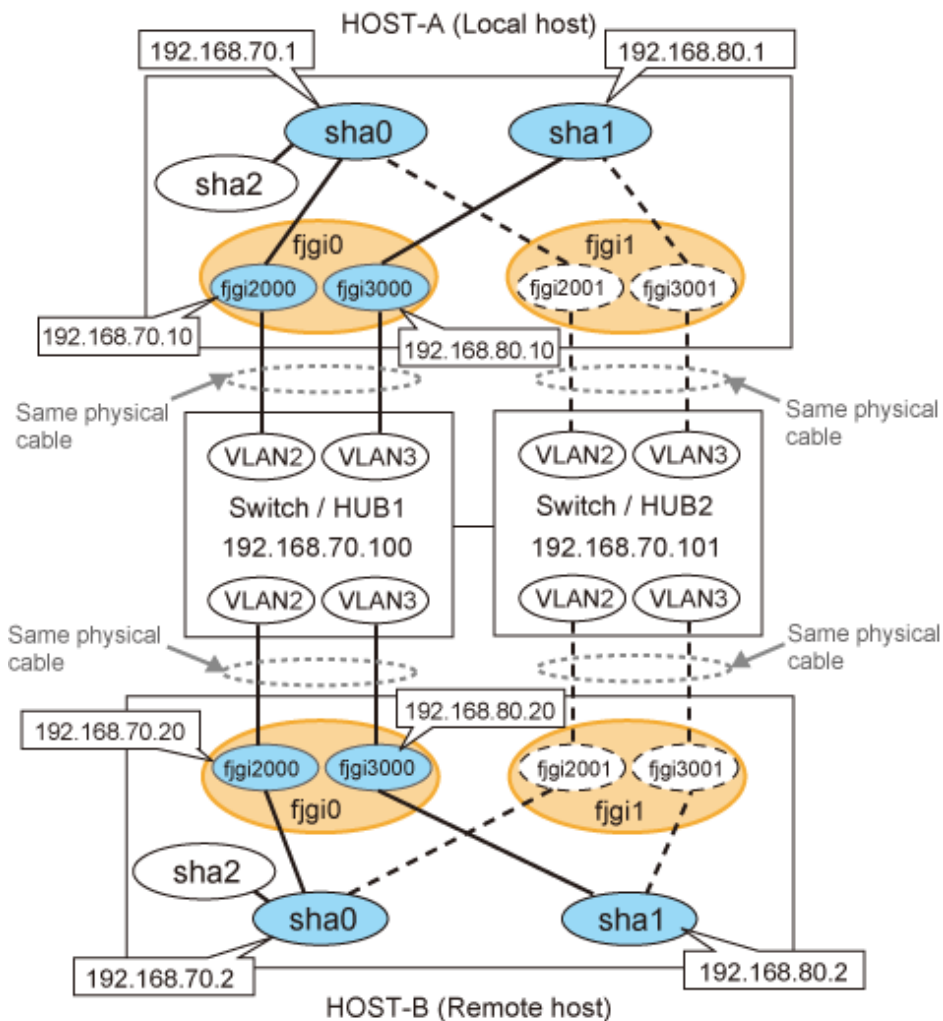 HOST-A (Local host)
192.168.70.1
192.168.80.1
sha0
sha1
sha2
fjgi0
fjgi1
fjgi2000
fjgi3000
fjgi2001
fjgi3001
192.168.70.10
192.168.80.10
Same physical
cable
Same physical
cable
VLAN2
VLAN3
VLAN2
VLAN3
Switch / HUB1
Switch / HUB2
192.168.70.100
192.168.70.101
VLAN2
VLAN3
VLAN2
VLAN3
Same physical
cable
Same physical
cable
192.168.70.20
192.168.80.20
fjgi2000
fjgi3000
fjgi2001
fjgi3001
fjgi0
fjgi1
sha2
sha0
sha1
192.168.70.2
192.168.80.2
HOST-B (Remote host)